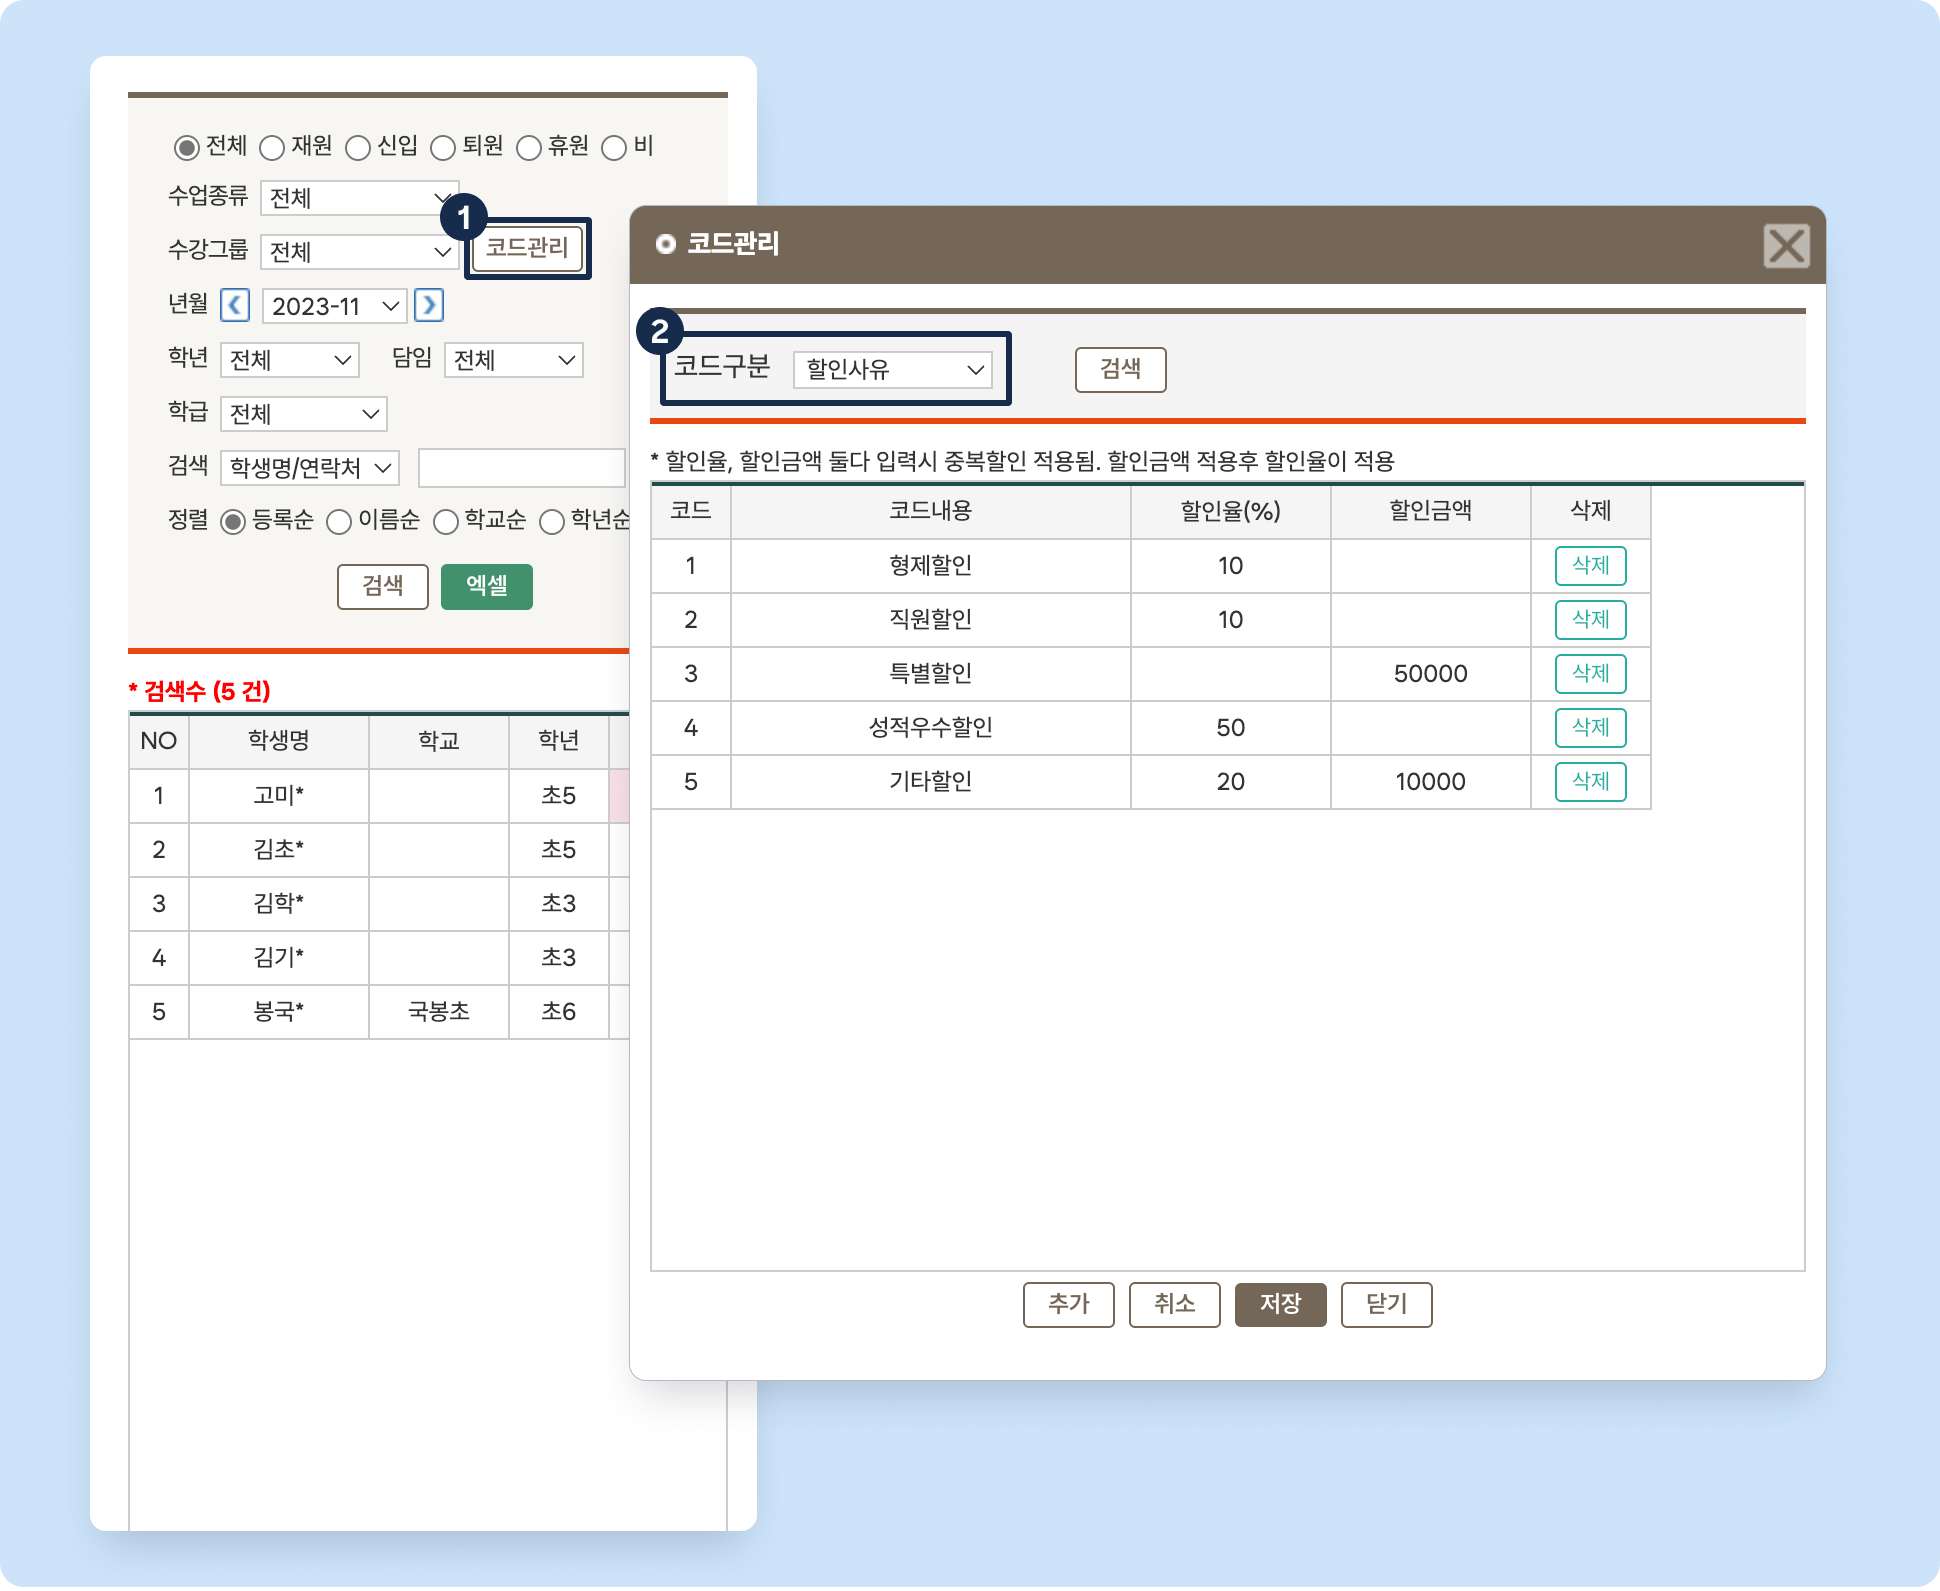 전체 재원 신입 퇴원 휴원 비
수업종류 전체
1
수강그룹 전체 코드관리
년월 2023-11
학년 전체 담임 전체
학급 전체
검색 학생명/연락처
정렬 등록순 이름순 학교순 학년순
검색 엑셀
* 검색수 (5 건)
NO 학생명 학교 학년
1 고미* 초5
2 김초* 초5
3 김학* 초3
4 김기* 초3
5 봉국* 국봉초 초6
코드관리
2
코드구분 할인사유 검색
* 할인율, 할인금액 둘다 입력시 중복할인 적용됨. 할인금액 적용후 할인율이 적용
코드 코드내용 할인율(%) 할인금액 삭제
1 형제할인 10 삭제
2 직원할인 10 삭제
3 특별할인 50000 삭제
4 성적우수할인 50 삭제
5 기타할인 20 10000 삭제
추가 취소 저장 닫기